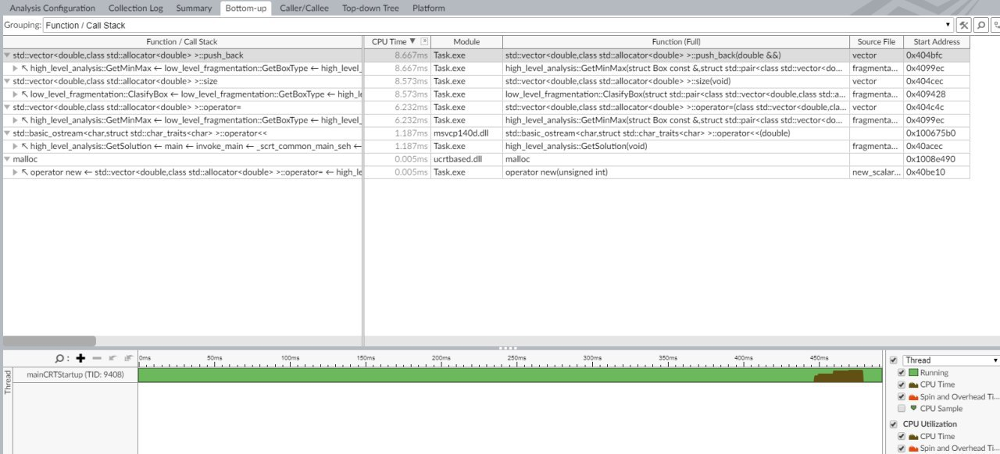 Analysis Configuration Collection Log Summary Bottom-up Caller/Callee Top-down Tree Platform
Grouping: Function / Call Stack
Function / Call Stack CPU Time Module Function (Full) Source File Start Address
std::vector<double,class std::allocator<double> >::push_back 8.667ms Task.exe std::vector<double,class std::allocator<double> >::push_back(double &&) vector 0x404bfc
high_level_analysis::GetMinMax ← low_level_fragmentation::GetBoxType ← high_level_ 8.667ms Task.exe high_level_analysis::GetMinMax(struct Box const &,struct std::pair<class std::vector<do... fragmenta... 0x4099ec
std::vector<double,class std::allocator<double> >::size 8.573ms Task.exe std::vector<double,class std::allocator<double> >::size(void) vector 0x404cec
low_level_fragmentation::ClasifyBox ← low_level_fragmentation::GetBoxType ← high_le 8.573ms Task.exe low_level_fragmentation::ClasifyBox(struct std::pair<class std::vector<double,class std::a... fragmenta... 0x409428
std::vector<double,class std::allocator<double> >::operator= 6.232ms Task.exe std::vector<double,class std::allocator<double> >::operator=(class std::vector<double,cla... vector 0x404c4c
high_level_analysis::GetMinMax ← low_level_fragmentation::GetBoxType ← high_level_ 6.232ms Task.exe high_level_analysis::GetMinMax(struct Box const &,struct std::pair<class std::vector<do... fragmenta... 0x4099ec
std::basic_ostream<char,struct std::char_traits<char> >::operator<< 1.187ms msvcp140d.dll std::basic_ostream<char,struct std::char_traits<char> >::operator<<(double) 0x100675b0
high_level_analysis::GetSolution ← main ← invoke_main ← _scrt_common_main_seh ← 1.187ms Task.exe high_level_analysis::GetSolution(void) fragmenta... 0x40acec
malloc 0.005ms ucrtbased.dll malloc 0x1008e490
operator new ← std::vector<double,class std::allocator<double> >::operator= ← high_le 0.005ms Task.exe operator new(unsigned int) new_scalar... 0x40be10
0ms 50ms 100ms 150ms 200ms 250ms 300ms 350ms 400ms 450ms
Thread
mainCRTStartup (TID: 9408)
Thread
Running
CPU Time
Spin and Overhead Ti...
CPU Sample
CPU Utilization
CPU Time
Spin and Overhead Ti...